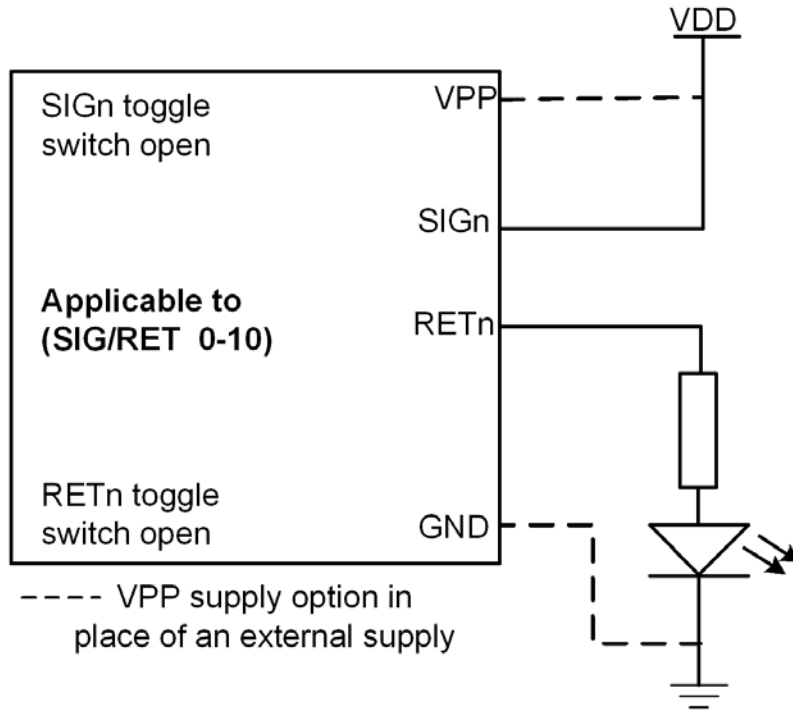 VDD
SIGn toggle
switch open
VPP
SIGn
Applicable to
(SIG/RET 0-10)
RETn
RETn toggle
switch open
GND
---- VPP supply option in
place of an external supply